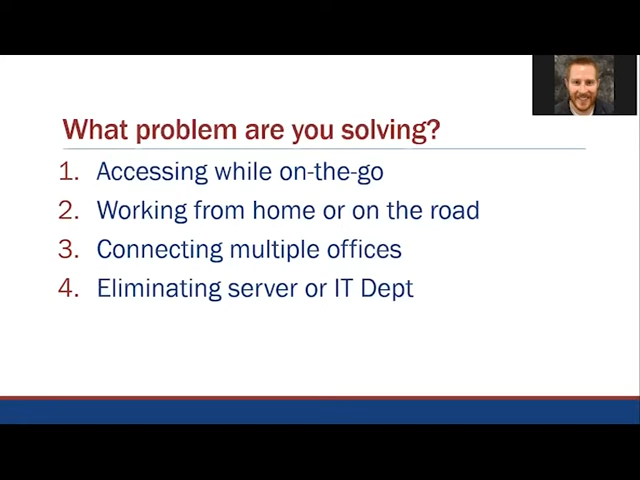 What problem are you solving?
1. Accessing while on-the-go
2. Working from home or on the road
3. Connecting multiple offices
4. Eliminating server or IT Dept